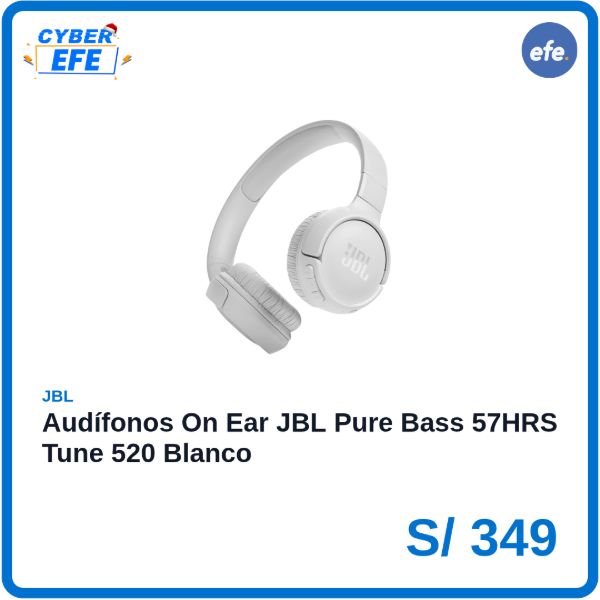 CYBER
EFE
efe.
JBL
JBL
Audífonos On Ear JBL Pure Bass 57HRS
Tune 520 Blanco
S/ 349